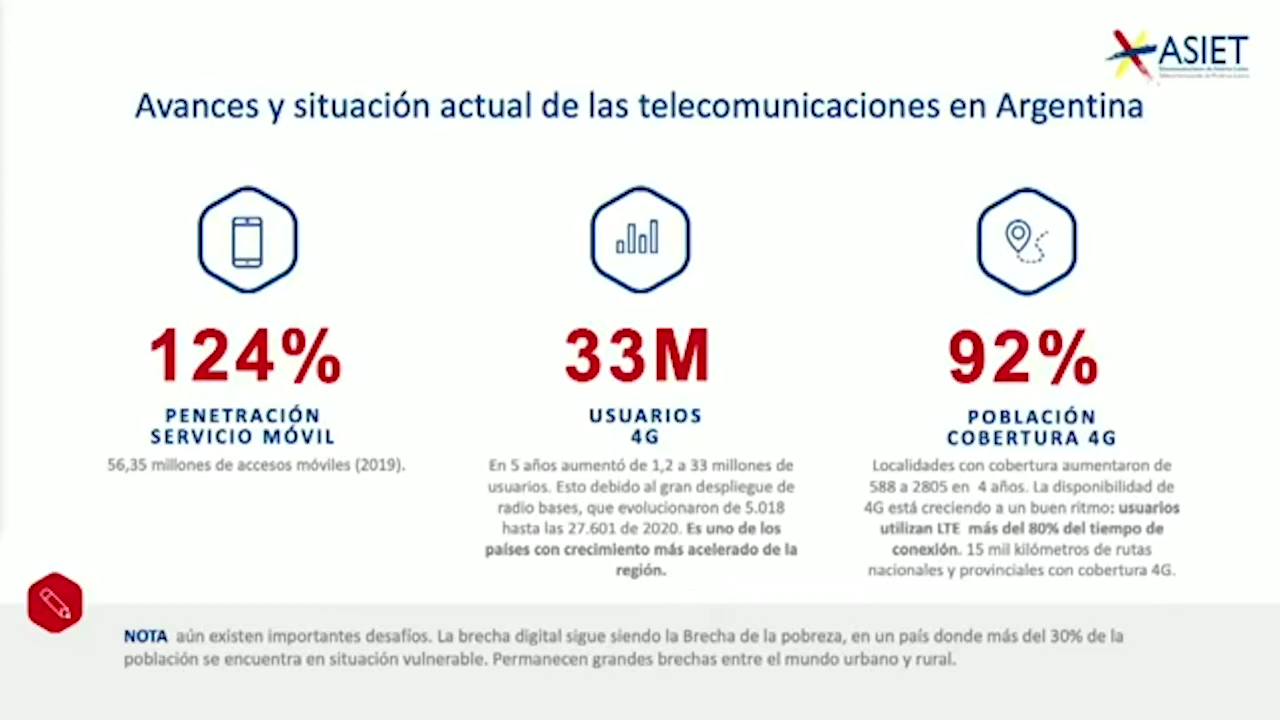 ASIET
Avances y situación actual de las telecomunicaciones en Argentina
124%
PENETRACIÓN
SERVICIO MÓVIL
56,35 millones de accesos móviles (2019).
33M
USUARIOS
4G
En 5 años aumentó de 1,2 a 33 millones de
usuarios. Esto debido al gran despliegue de
radio bases, que evolucionaron de 5.018
hasta las 27.601 de 2020. Es uno de los
países con crecimiento más acelerado de la
región.
92%
POBLACIÓN
COBERTURA 4G
Localidades con cobertura aumentaron de
588 a 2805 en 4 años. La disponibilidad de
4G está creciendo a un buen ritmo: usuarios
utilizan LTE más del 80% del tiempo de
conexión. 15 mil kilómetros de rutas
nacionales y provinciales con cobertura 4G.
NOTA aún existen importantes desafíos. La brecha digital sigue siendo la Brecha de la pobreza, en un país donde más del 30% de la
población se encuentra en situación vulnerable. Permanecen grandes brechas entre el mundo urbano y rural.